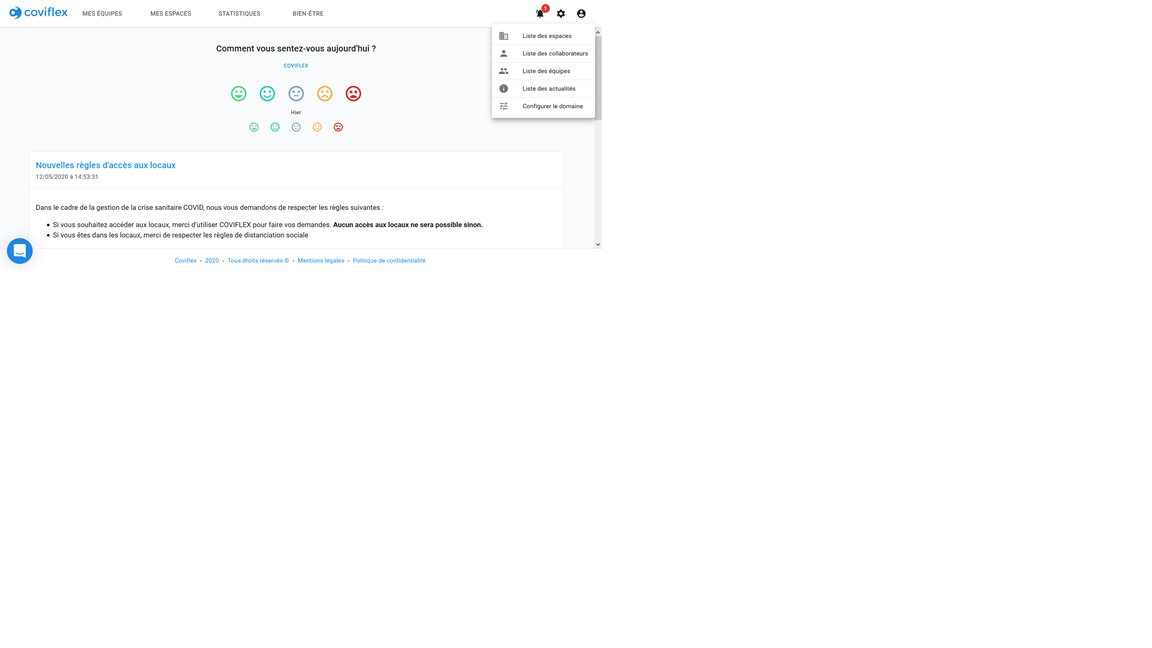 coviflex
MES ÉQUIPES
MES ESPACES
STATISTIQUES
BIEN-ÊTRE
1
Liste des espaces
Liste des collaborateurs
Liste des équipes
Liste des actualités
Configurer le domaine
Comment vous sentez-vous aujourd'hui ?
COVIFLEX
Hier
Nouvelles règles d'accès aux locaux
12/05/2020 à 14:53:31
Dans le cadre de la gestion de la crise sanitaire COVID, nous vous demandons de respecter les règles suivantes :
• Si vous souhaitez accéder aux locaux, merci d'utiliser COVIFLEX pour faire vos demandes. Aucun accès aux locaux ne sera possible sinon.
• Si vous êtes dans les locaux, merci de respecter les règles de distanciation sociale
Coviflex • 2020 • Tous droits réservés © • Mentions légales • Politique de confidentialité